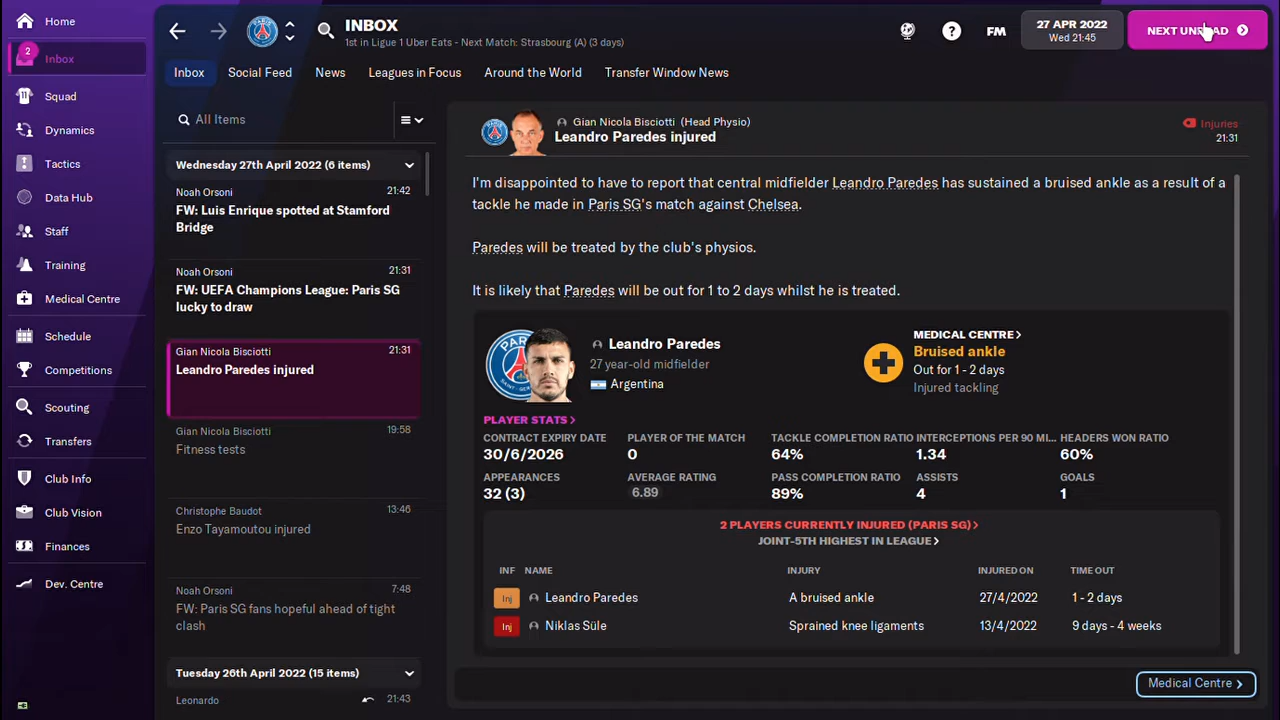 Home
2
Inbox
Squad
Dynamics
Tactics
Data Hub
Staff
Training
Medical Centre
Schedule
Competitions
Scouting
Transfers
Club Info
Club Vision
Finances
Dev. Centre
INBOX
1st in Ligue 1 Uber Eats - Next Match: Strasbourg (A) (3 days)
FM
27 APR 2022
Wed 21:45
Inbox
Social Feed
News
Leagues in Focus
Around the World
Transfer Window News
All Items
Wednesday 27th April 2022 (6 items)
Noah Orsoni 21:42
FW: Luis Enrique spotted at Stamford
Bridge
Noah Orsoni 21:31
FW: UEFA Champions League: Paris SG
lucky to draw
Gian Nicola Bisciotti 21:31
Leandro Paredes injured
Gian Nicola Bisciotti 19:58
Fitness tests
Christophe Baudot 13:46
Enzo Tayamoutou injured
Noah Orsoni 7:48
FW: Paris SG fans hopeful ahead of tight
clash
Tuesday 26th April 2022 (15 items)
Leonardo 21:43
Gian Nicola Bisciotti (Head Physio)
Leandro Paredes injured
Injuries
21:31
I'm disappointed to have to report that central midfielder Leandro Paredes has sustained a bruised ankle as a result of a
tackle he made in Paris SG's match against Chelsea.
Paredes will be treated by the club's physios.
It is likely that Paredes will be out for 1 to 2 days whilst he is treated.
Leandro Paredes
27 year-old midfielder
Argentina
MEDICAL CENTRE >
Bruised ankle
Out for 1 - 2 days
Injured tackling
PLAYER STATS >
CONTRACT EXPIRY DATE PLAYER OF THE MATCH TACKLE COMPLETION RATIO INTERCEPTIONS PER 90 MI... HEADERS WON RATIO
30/6/2026 0 64% 1.34 60%
APPEARANCES AVERAGE RATING PASS COMPLETION RATIO ASSISTS GOALS
32 (3) 6.89 89% 4 1
2 PLAYERS CURRENTLY INJURED (PARIS SG) >
JOINT-5TH HIGHEST IN LEAGUE >
INF NAME INJURY INJURED ON TIME OUT
Inj Leandro Paredes A bruised ankle 27/4/2022 1 - 2 days
Inj Niklas Süle Sprained knee ligaments 13/4/2022 9 days - 4 weeks
Medical Centre >
NEXT